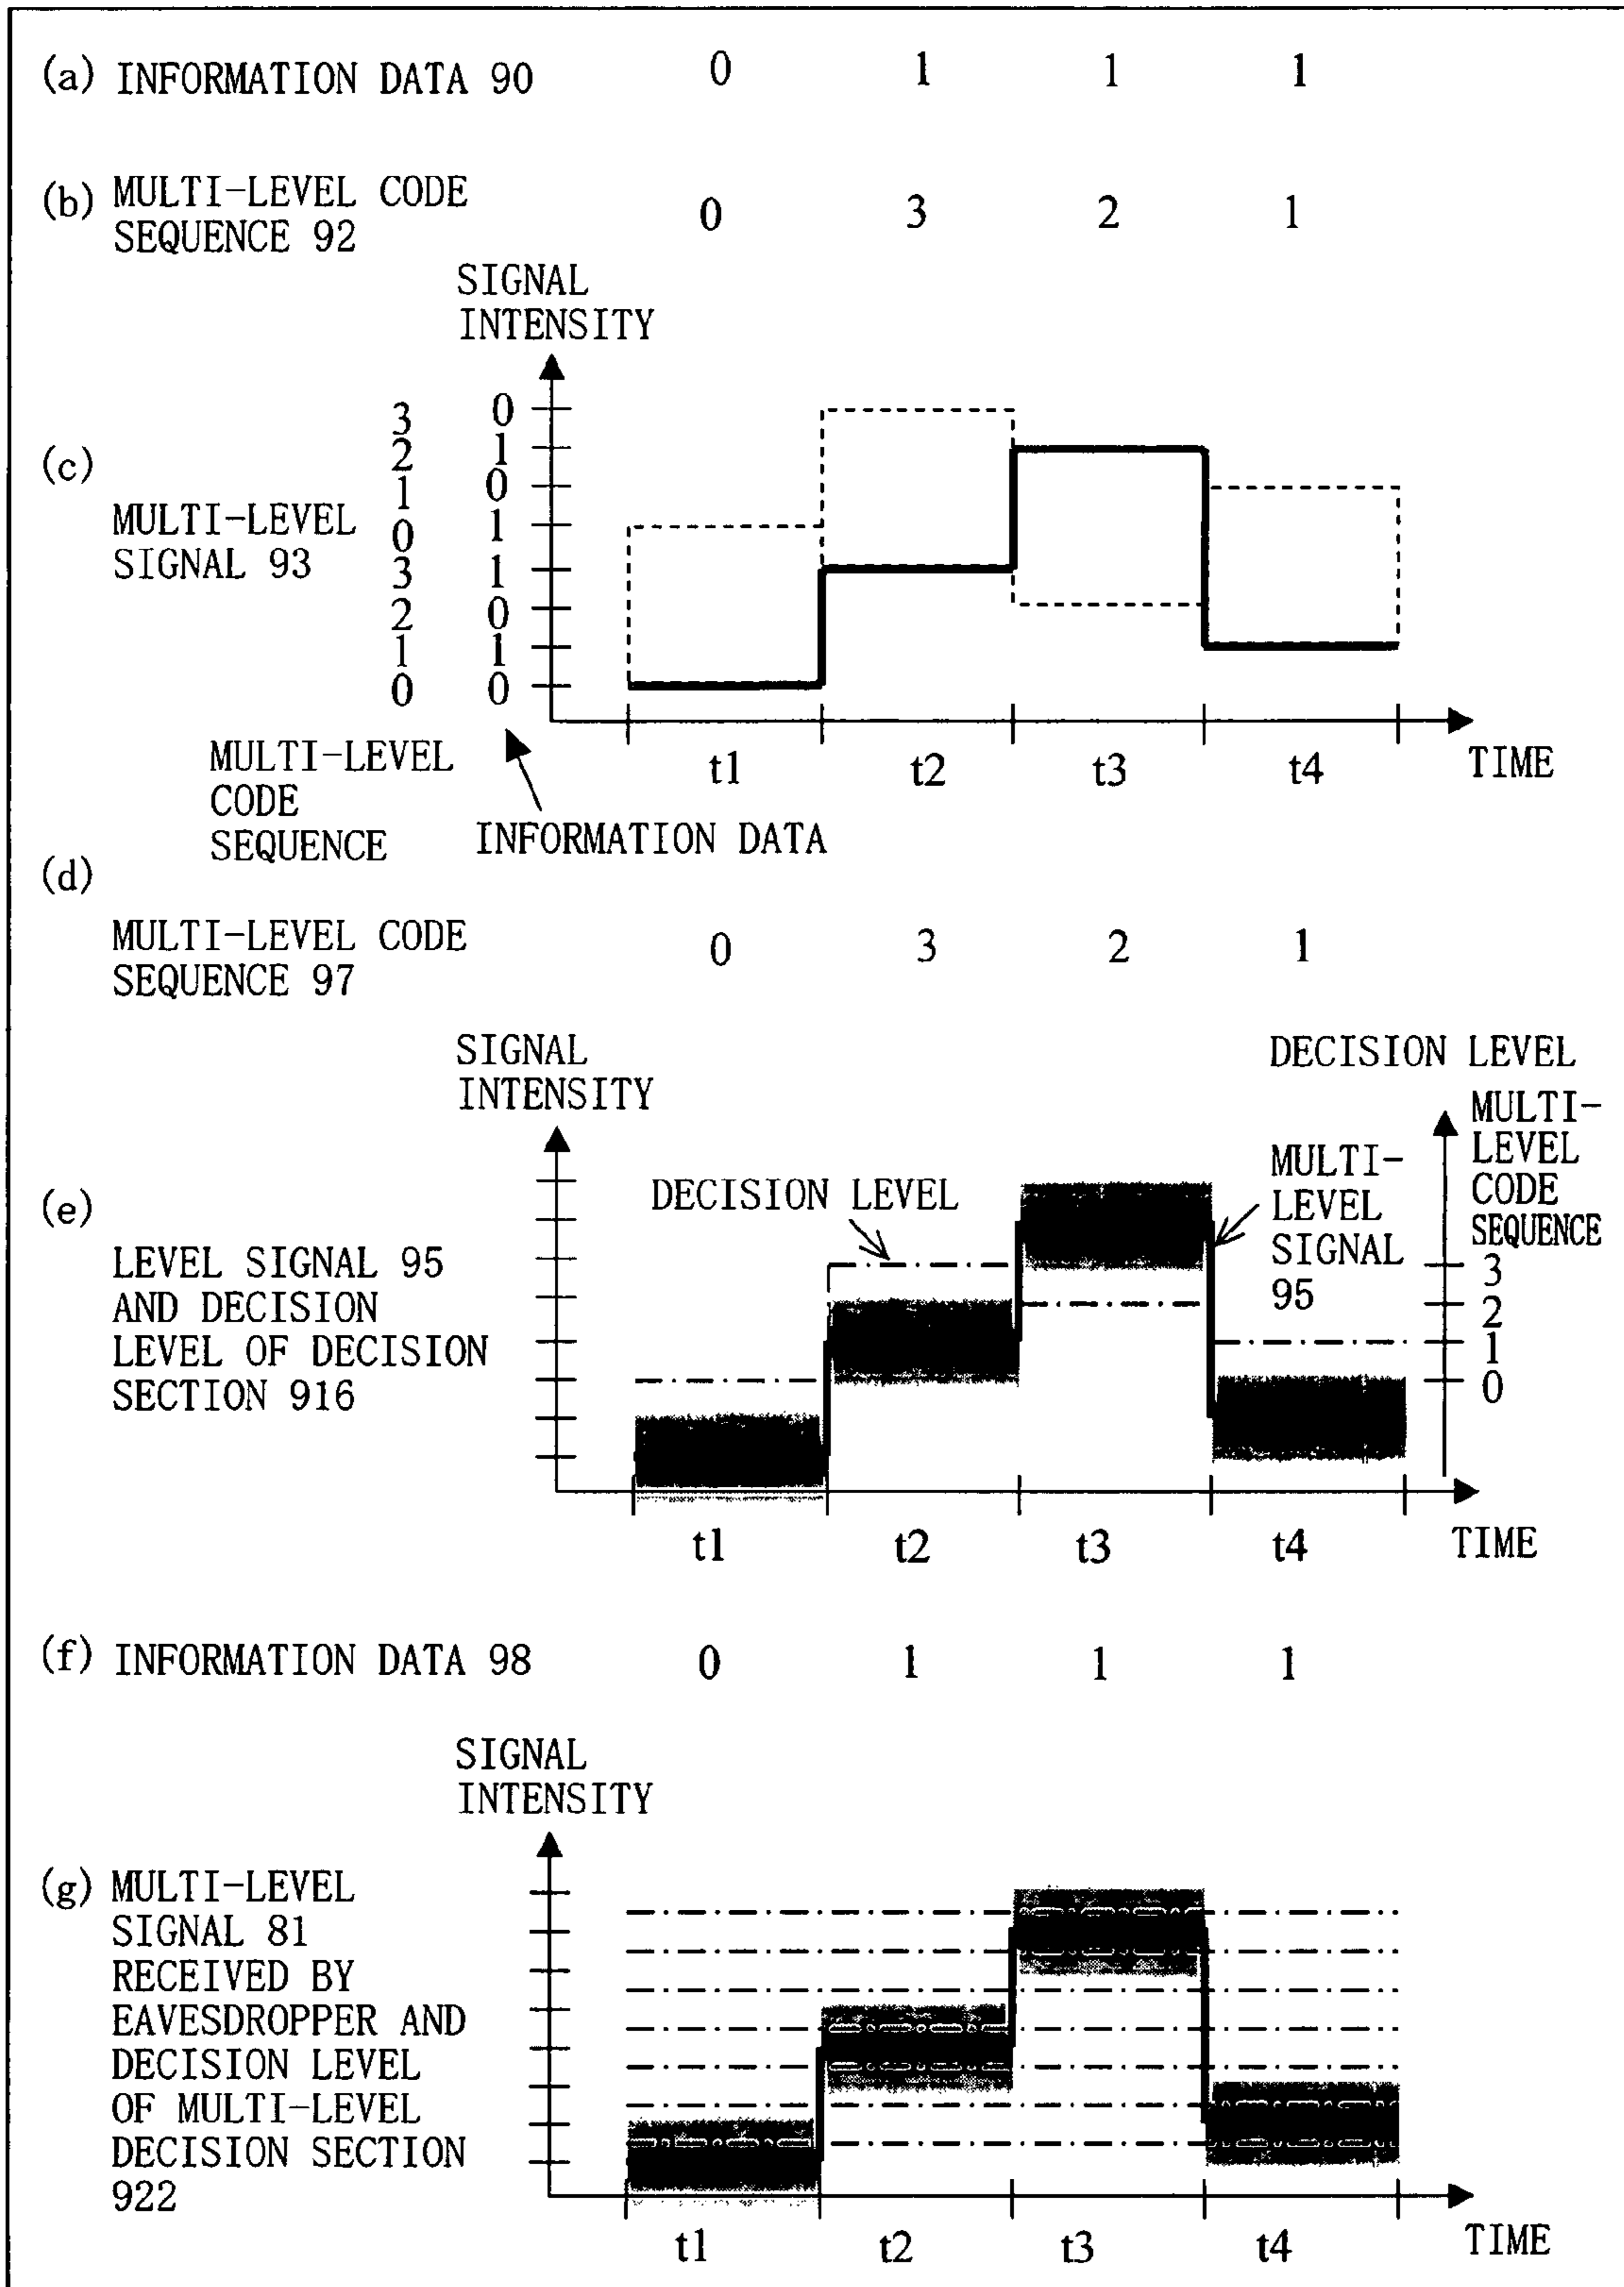 (a) INFORMATION DATA 90 0 1 1 1
(b) MULTI-LEVEL CODE
SEQUENCE 92 0 3 2 1
SIGNAL
INTENSITY
(c)
MULTI-LEVEL
SIGNAL 93
3 0
2 1
1 0
0 1
3 1
2 0
1 1
0 0
t1 t2 t3 t4 TIME
MULTI-LEVEL
CODE
SEQUENCE
INFORMATION DATA
(d)
MULTI-LEVEL CODE
SEQUENCE 97 0 3 2 1
SIGNAL
INTENSITY
DECISION LEVEL
MULTI-
LEVEL
CODE
SEQUENCE
(e)
LEVEL SIGNAL 95
AND DECISION
LEVEL OF DECISION
SECTION 916
DECISION LEVEL
MULTI-
LEVEL
SIGNAL
95
3
2
1
0
t1 t2 t3 t4 TIME
(f) INFORMATION DATA 98 0 1 1 1
SIGNAL
INTENSITY
(g) MULTI-LEVEL
SIGNAL 81
RECEIVED BY
EAVESDROPPER AND
DECISION LEVEL
OF MULTI-LEVEL
DECISION SECTION
922
t1 t2 t3 t4 TIME